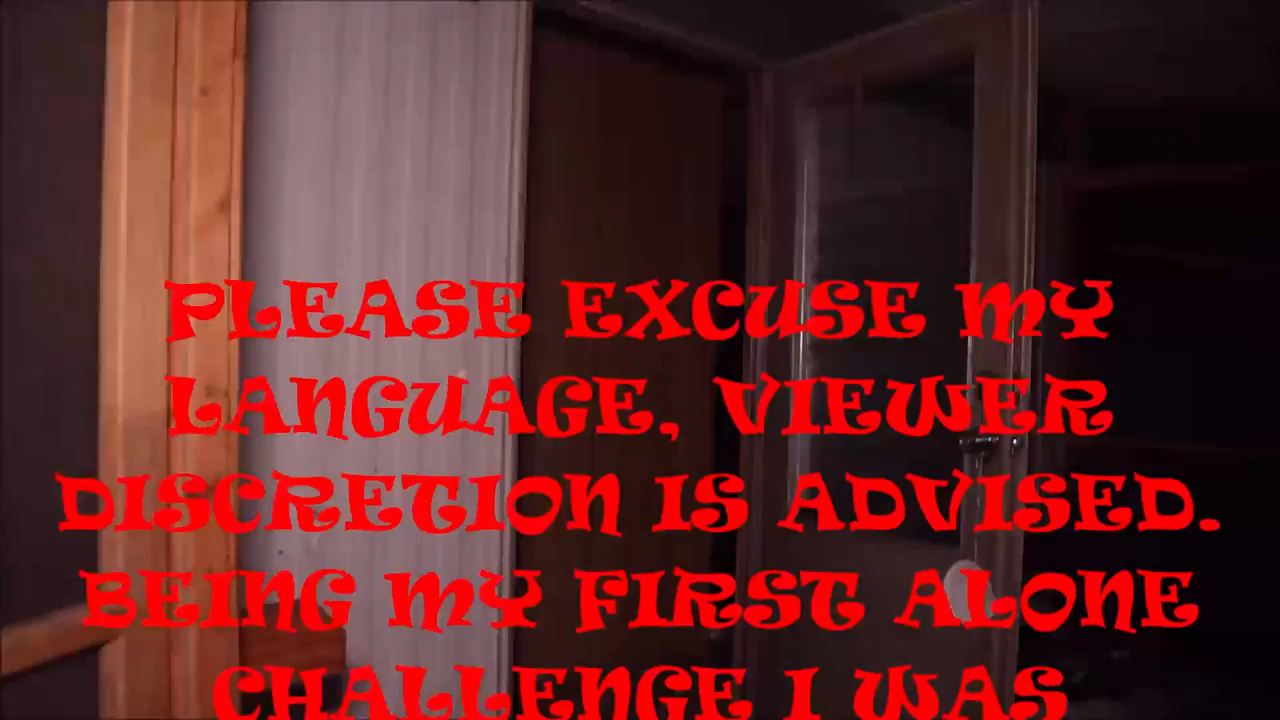 PLEASE EXCUSE MY
LANGUAGE, VIEWER
DISCRETION IS ADVISED.
BEING MY FIRST ALONE
CHALLENGE I WAS